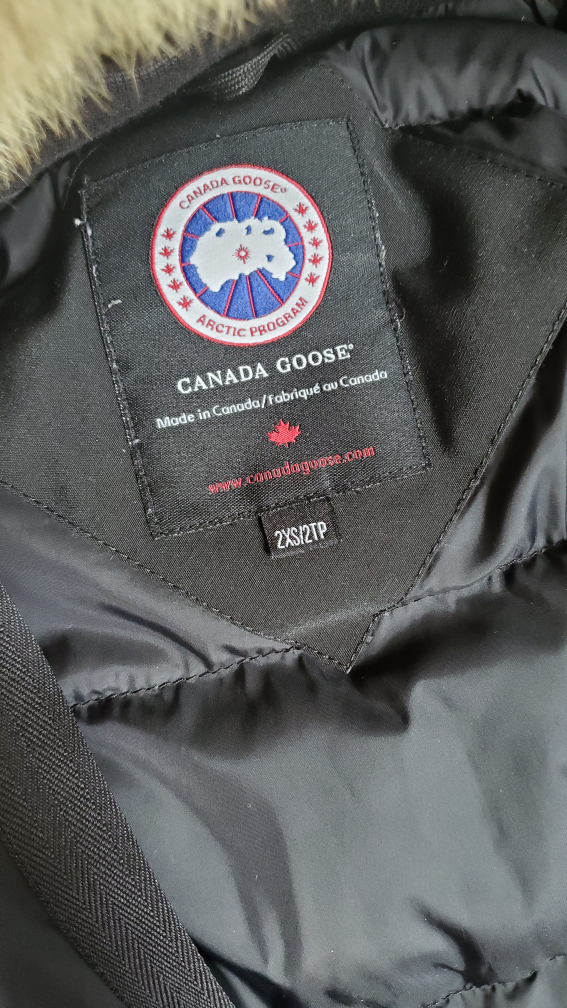 CANADA GOOSE®
ARCTIC PROGRAM
CANADA GOOSE®
Made in Canada/Fabriqué au Canada
www.canadagoose.com
2XS/2TP